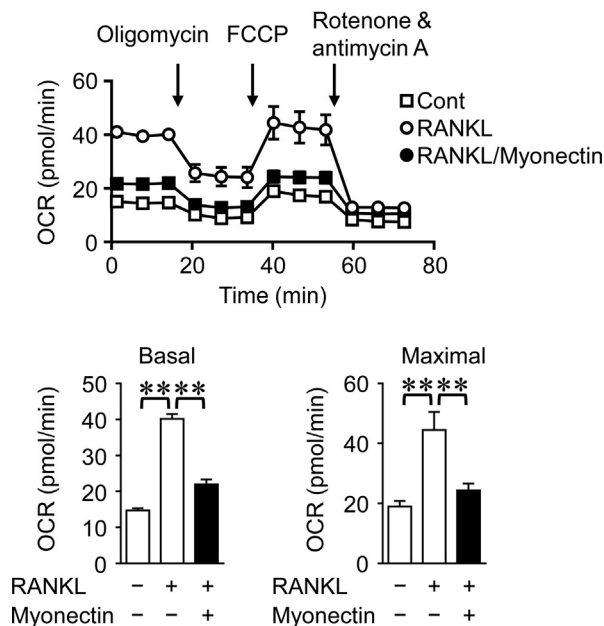 Oligomycin FCCP Rotenone & antimycin A
60
40
20
0
OCR (pmol/min)
0 20 40 60 80
Time (min)
Cont
RANKL
RANKL/Myonectin
Basal
50
40
30
20
10
0
OCR (pmol/min)
****
RANKL − + +
Myonectin − − +
Maximal
60
40
20
0
OCR (pmol/min)
****
RANKL − + +
Myonectin − − +